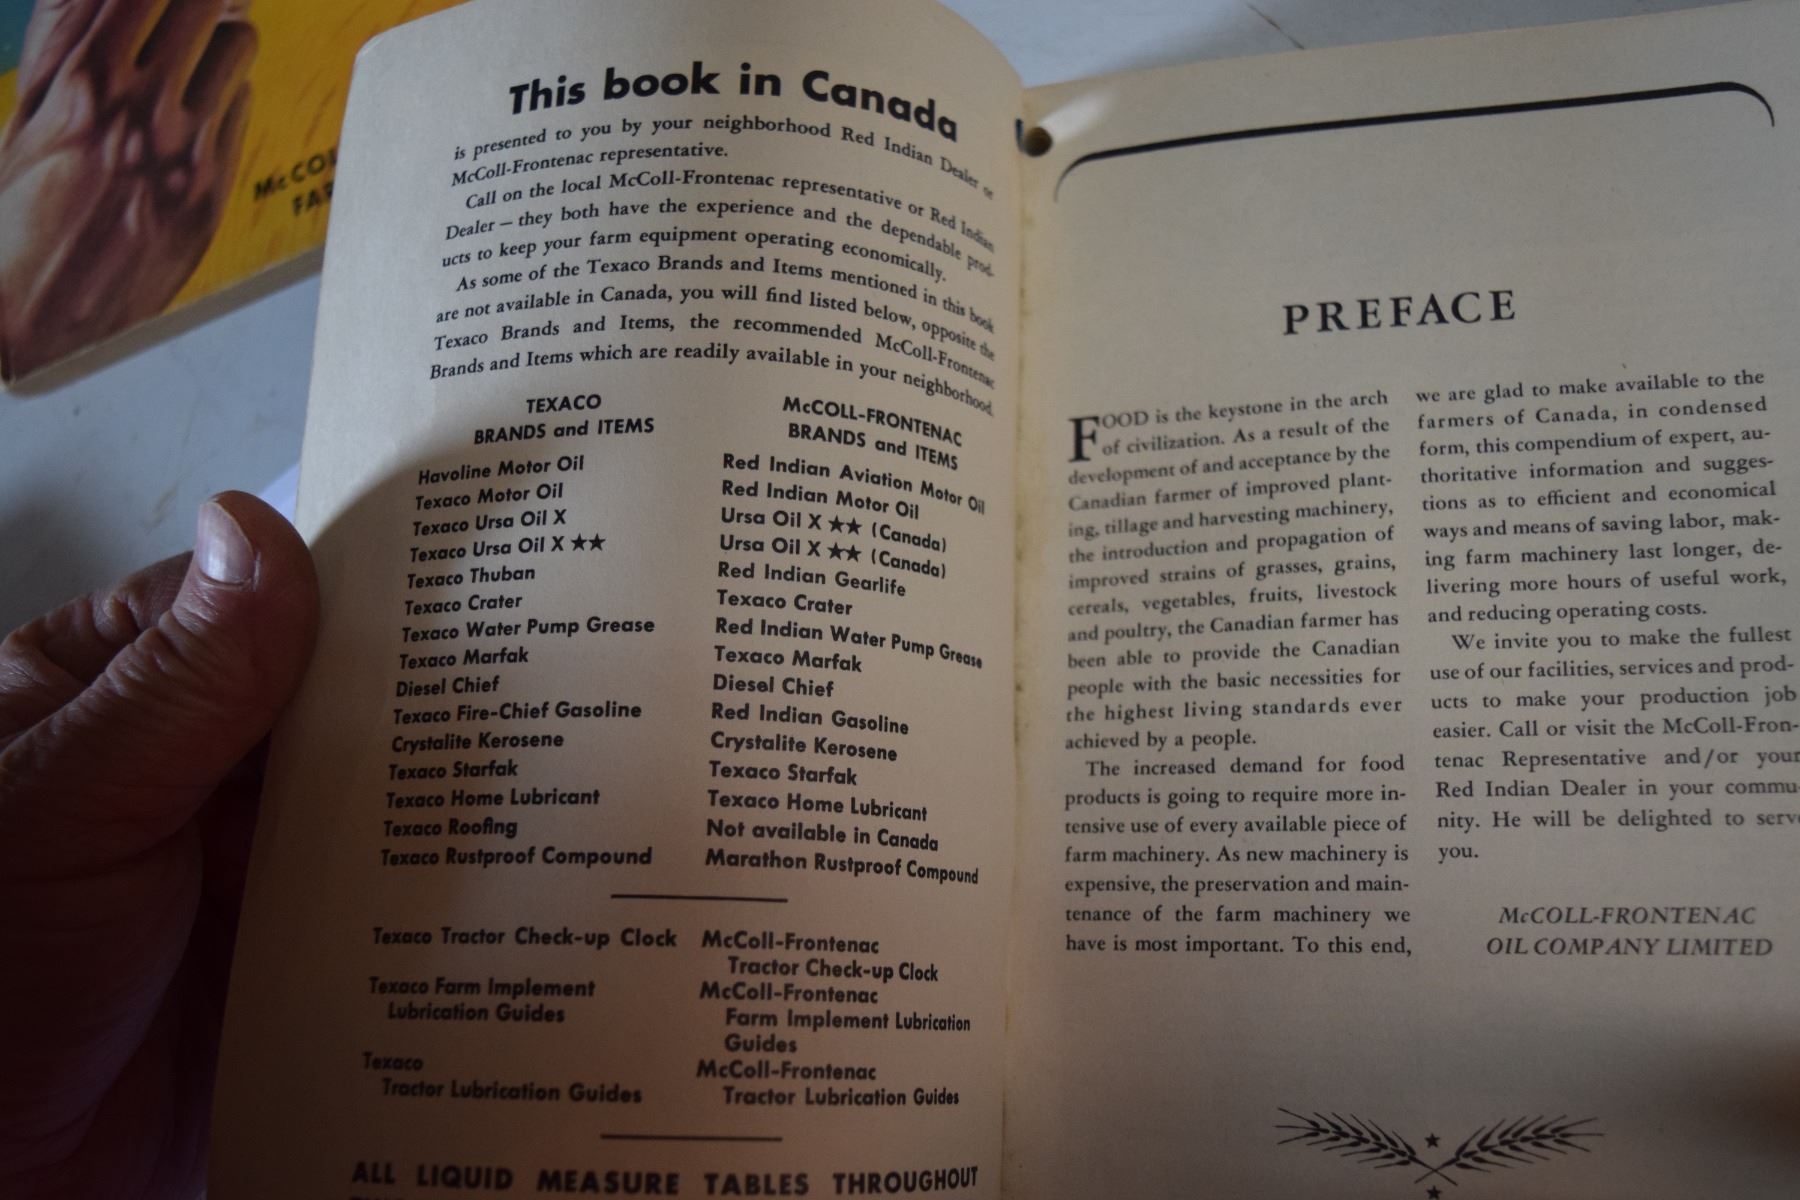 McCOL
FAR
This book in Canada
is presented to you by your neighborhood Red Indian Dealer or
McColl-Frontenac representative.
Call on the local McColl-Frontenac representative or Red Indian
Dealer — they both have the experience and the dependable prod-
ucts to keep your farm equipment operating economically.
As some of the Texaco Brands and Items mentioned in this book
are not available in Canada, you will find listed below, opposite the
Texaco Brands and Items, the recommended McColl-Frontenac
Brands and Items which are readily available in your neighborhood.
TEXACO
BRANDS and ITEMS
Havoline Motor Oil
Texaco Motor Oil
Texaco Ursa Oil X
Texaco Ursa Oil X ★★
Texaco Thuban
Texaco Crater
Texaco Water Pump Grease
Texaco Marfak
Diesel Chief
Texaco Fire-Chief Gasoline
Crystalite Kerosene
Texaco Starfak
Texaco Home Lubricant
Texaco Roofing
Texaco Rustproof Compound
McCOLL-FRONTENAC
BRANDS and ITEMS
Red Indian Aviation Motor Oil
Red Indian Motor Oil
Ursa Oil X ★★ (Canada)
Ursa Oil X ★★ (Canada)
Red Indian Gearlife
Texaco Crater
Red Indian Water Pump Grease
Texaco Marfak
Diesel Chief
Red Indian Gasoline
Crystalite Kerosene
Texaco Starfak
Texaco Home Lubricant
Not available in Canada
Marathon Rustproof Compound
Texaco Tractor Check-up Clock
Texaco Farm Implement
Lubrication Guides
Texaco
Tractor Lubrication Guides
McColl-Frontenac
Tractor Check-up Clock
McColl-Frontenac
Farm Implement Lubrication
Guides
McColl-Frontenac
Tractor Lubrication Guides
ALL LIQUID MEASURE TABLES THROUGHOUT
PREFACE
FOOD is the keystone in the arch
of civilization. As a result of the
development of and acceptance by the
Canadian farmer of improved plant-
ing, tillage and harvesting machinery,
the introduction and propagation of
improved strains of grasses, grains,
cereals, vegetables, fruits, livestock
and poultry, the Canadian farmer has
been able to provide the Canadian
people with the basic necessities for
the highest living standards ever
achieved by a people.
The increased demand for food
products is going to require more in-
tensive use of every available piece of
farm machinery. As new machinery is
expensive, the preservation and main-
tenance of the farm machinery we
have is most important. To this end,
we are glad to make available to the
farmers of Canada, in condensed
form, this compendium of expert, au-
thoritative information and sugges-
tions as to efficient and economical
ways and means of saving labor, mak-
ing farm machinery last longer, de-
livering more hours of useful work,
and reducing operating costs.
We invite you to make the fullest
use of our facilities, services and prod-
ucts to make your production job
easier. Call or visit the McColl-Fron-
tenac Representative and/or your
Red Indian Dealer in your commu-
nity. He will be delighted to serve
you.
McCOLL-FRONTENAC
OIL COMPANY LIMITED